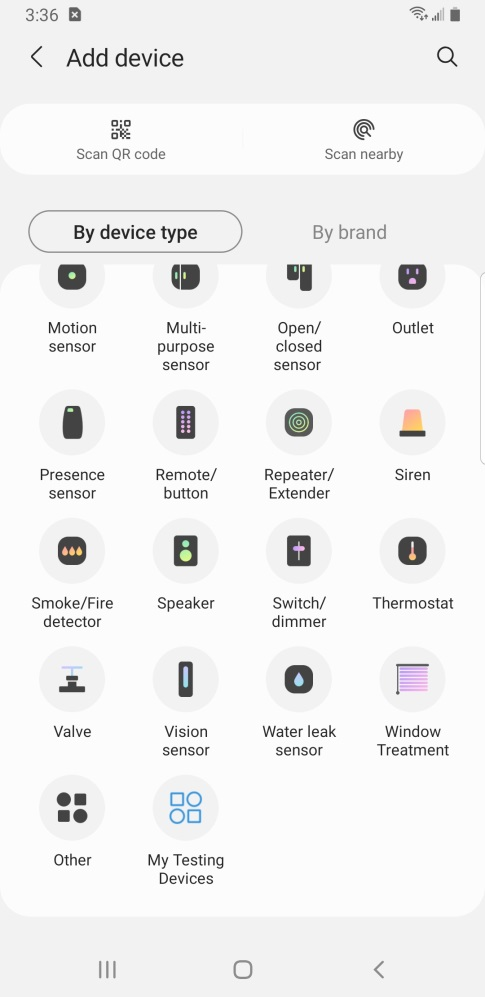 3:36
Add device
Scan QR code
Scan nearby
By device type
By brand
Motion
sensor
Multi-
purpose
sensor
Open/
closed
sensor
Outlet
Presence
sensor
Remote/
button
Repeater/
Extender
Siren
Smoke/Fire
detector
Speaker
Switch/
dimmer
Thermostat
Valve
Vision
sensor
Water leak
sensor
Window
Treatment
Other
My Testing
Devices